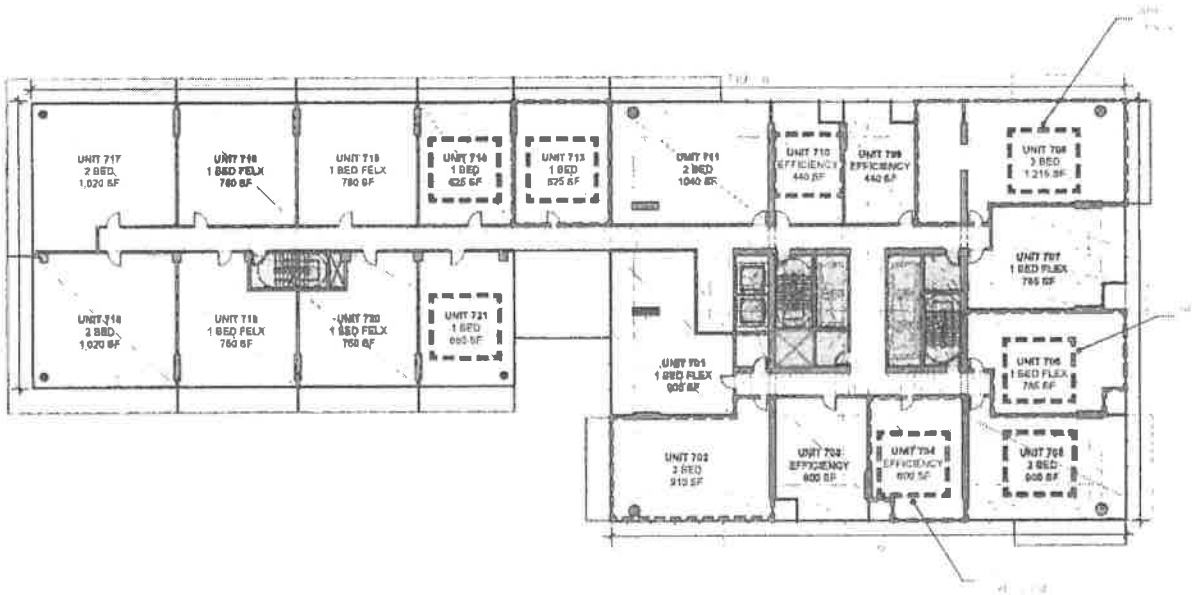 UNIT 717
2 BED
1,020 SF
UNIT 716
1 BED FELX
760 SF
UNIT 715
1 BED FELX
760 SF
UNIT 714
1 BED
625 SF
UNIT 713
1 BED
625 SF
UNIT 711
2 BED
1040 SF
UNIT 710
EFFICIENCY
440 SF
UNIT 709
EFFICIENCY
440 SF
UNIT 708
3 BED
1,215 SF
UNIT 707
1 BED FLEX
785 SF
UNIT 718
2 BED
1,020 SF
UNIT 719
1 BED FELX
760 SF
UNIT 720
1 BED FELX
760 SF
UNIT 721
1 BED
650 SF
UNIT 701
1 BED FLEX
905 SF
UNIT 706
1 BED FLEX
785 SF
UNIT 702
2 BED
910 SF
UNIT 703
EFFICIENCY
600 SF
UNIT 704
EFFICIENCY
600 SF
UNIT 705
2 BED
908 SF